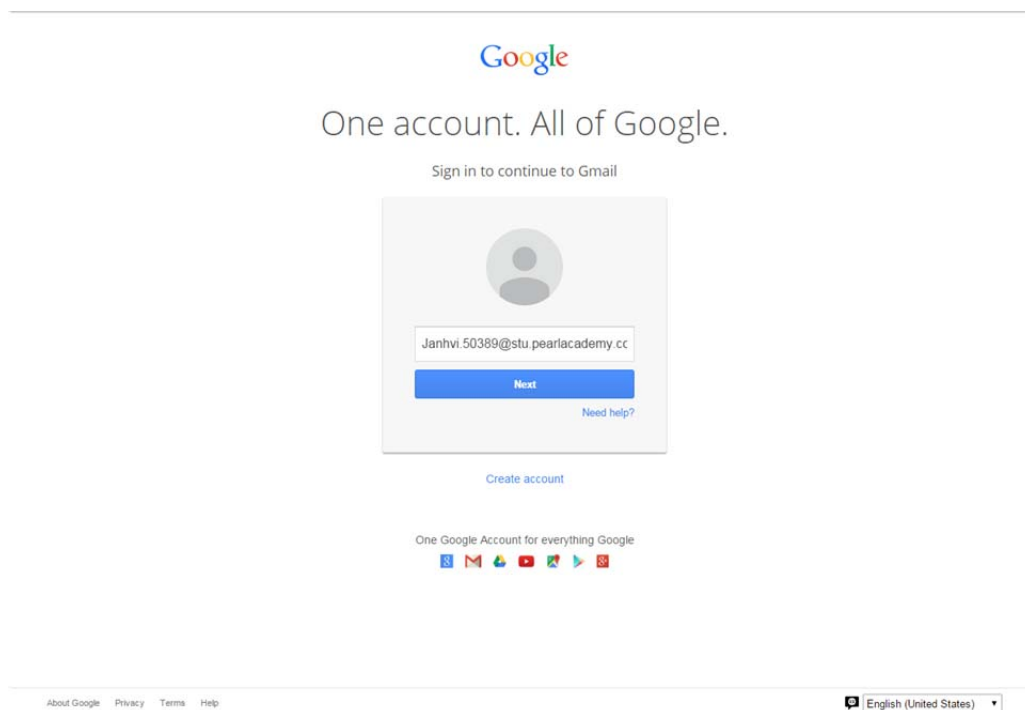 Google
One account. All of Google.
Sign in to continue to Gmail
Janhvi.50389@stu.pearlacademy.cc
Next
Need help?
Create account
One Google Account for everything Google
About Google Privacy Terms Help English (United States)